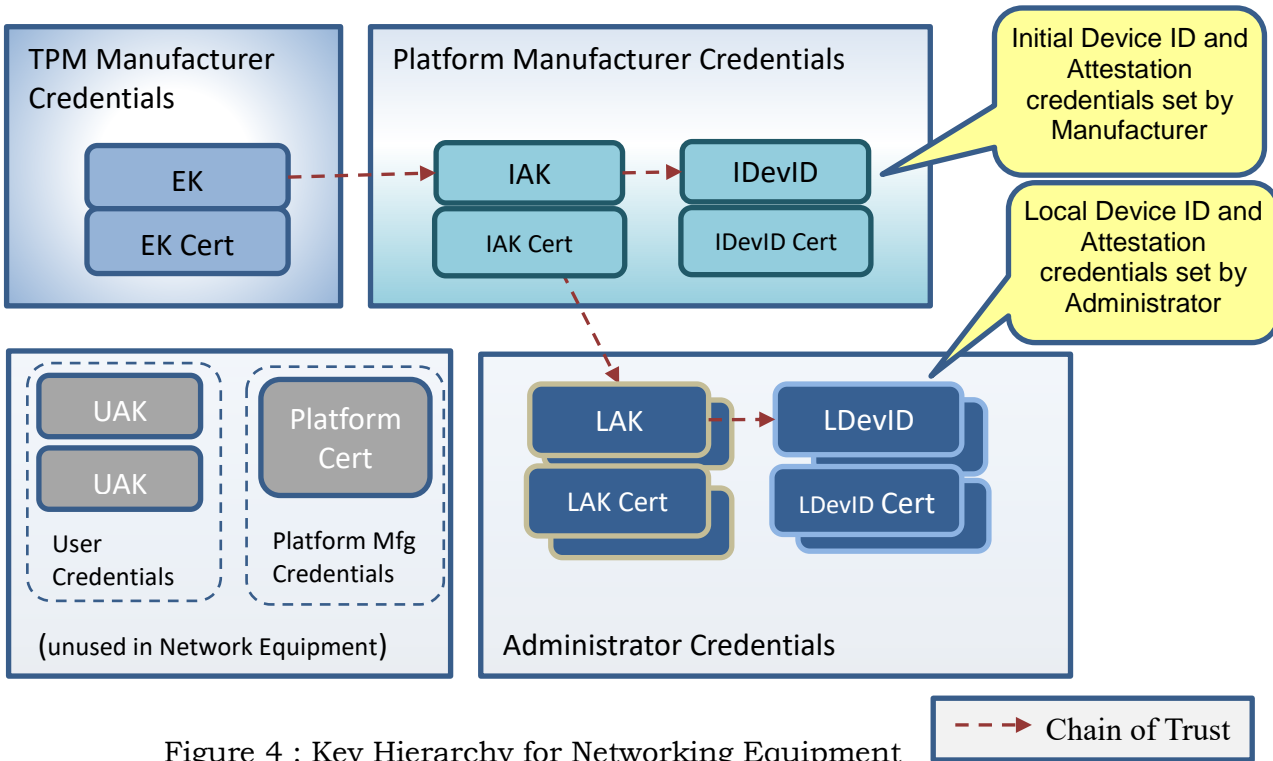 TPM Manufacturer
Credentials
EK
EK Cert
Platform Manufacturer Credentials
IAK
IAK Cert
IDevID
IDevID Cert
Initial Device ID and
Attestation
credentials set by
Manufacturer
Local Device ID and
Attestation
credentials set by
Administrator
UAK
UAK
User
Credentials
Platform
Cert
Platform Mfg
Credentials
(unused in Network Equipment)
LAK
LAK Cert
LDevID
LDevID Cert
Administrator Credentials
Chain of Trust
Figure 4 : Key Hierarchy for Networking Equipment